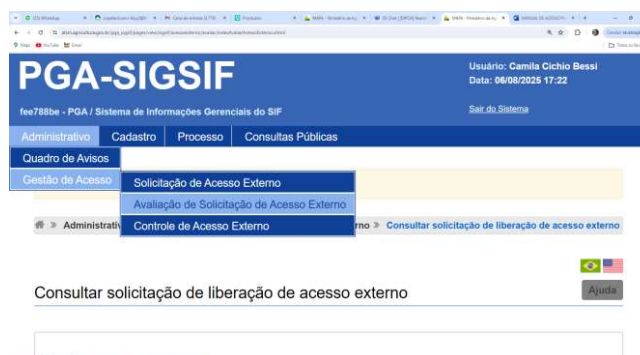 PGA-SIGSIF
Usuário: Camila Cichio Bessi
Data: 06/08/2025 17:22
fee788be - PGA / Sistema de Informações Gerenciais do SIF
Sair do Sistema
Administrativo Cadastro Processo Consultas Públicas
Quadro de Avisos
Gestão de Acesso
Solicitação de Acesso Externo
Avaliação de Solicitação de Acesso Externo
Controle de Acesso Externo
» Administrati rno » Consultar solicitação de liberação de acesso externo
Ajuda
Consultar solicitação de liberação de acesso externo